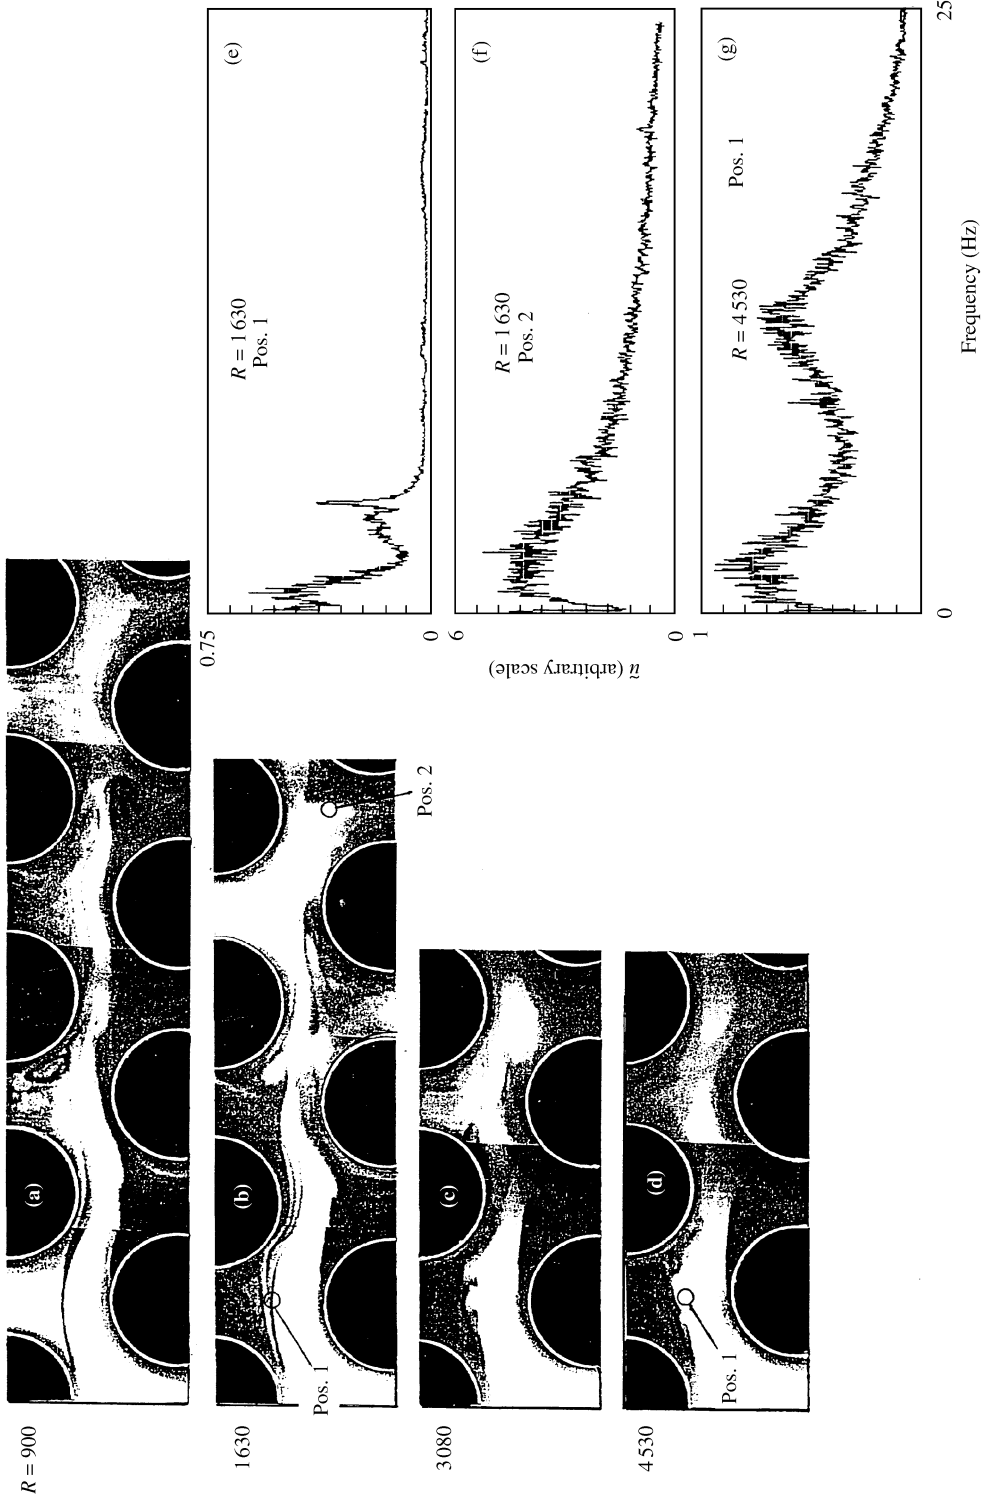 R = 900
(a)
1630
(b)
Pos. 1
Pos. 2
3080
(c)
4530
(d)
Pos. 1
0.75
0
(e)
R = 1630
Pos. 1
6
0
(f)
R = 1630
Pos. 2
ũ (arbitrary scale)
1
(g)
R = 4530
Pos. 1
0
25
Frequency (Hz)